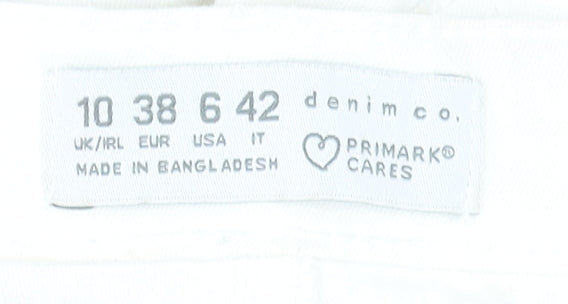 10 38 6 42
UK/IRL EUR USA IT
MADE IN BANGLADESH
denim co.
PRIMARK®
CARES